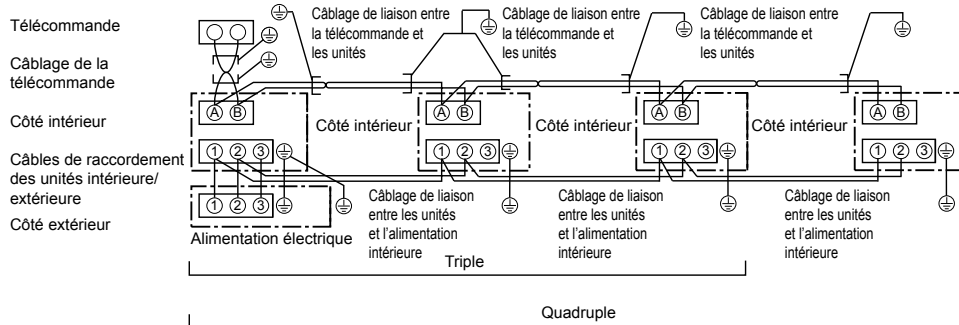 Télécommande
Câblage de la
télécommande
Côté intérieur
Câbles de raccordement
des unités intérieure/
extérieure
Côté extérieur
Câblage de liaison entre
la télécommande et
les unités
Câblage de liaison entre
la télécommande et
les unités
Câblage de liaison entre
la télécommande et
les unités
A B
A B
A B
A B
Côté intérieur
Côté intérieur
Côté intérieur
1 2 3
1 2 3
1 2 3
1 2 3
1 2 3
Alimentation électrique
Câblage de liaison
entre les unités
et l’alimentation
intérieure
Câblage de liaison
entre les unités
et l’alimentation
intérieure
Câblage de liaison
entre les unités
et l’alimentation
intérieure
Triple
Quadruple